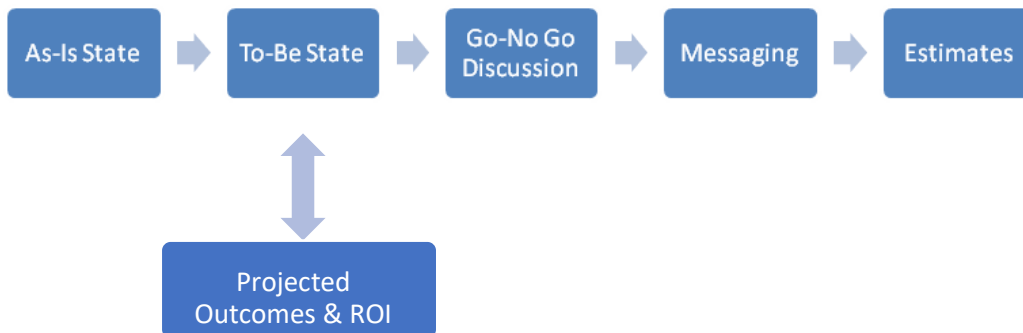 As-Is State
To-Be State
Go-No Go
Discussion
Messaging
Estimates
Projected
Outcomes & ROI